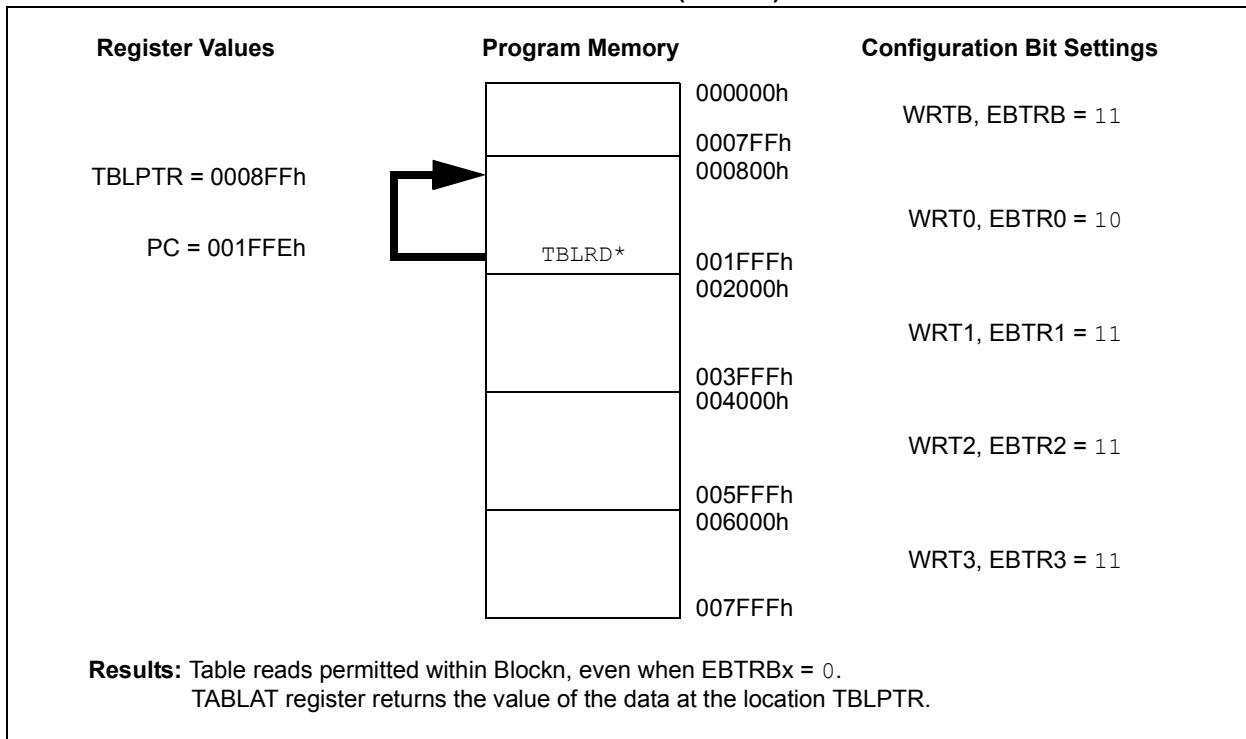 Register Values Program Memory Configuration Bit Settings
000000h
WRTB, EBTRB = 11
0007FFh
TBLPTR = 0008FFh 000800h
WRT0, EBTR0 = 10
PC = 001FFEh TBLRD* 001FFFh
002000h
WRT1, EBTR1 = 11
003FFFh
004000h
WRT2, EBTR2 = 11
005FFFh
006000h
WRT3, EBTR3 = 11
007FFFh
Results: Table reads permitted within Blockn, even when EBTRBx = 0.
TABLAT register returns the value of the data at the location TBLPTR.